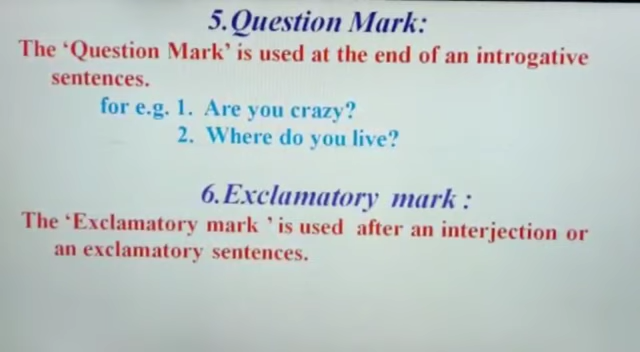 5.Question Mark:
The ‘Question Mark’ is used at the end of an introgative
sentences.
for e.g. 1. Are you crazy?
2. Where do you live?
6.Exclamatory mark :
The ‘Exclamatory mark ’ is used after an interjection or
an exclamatory sentences.